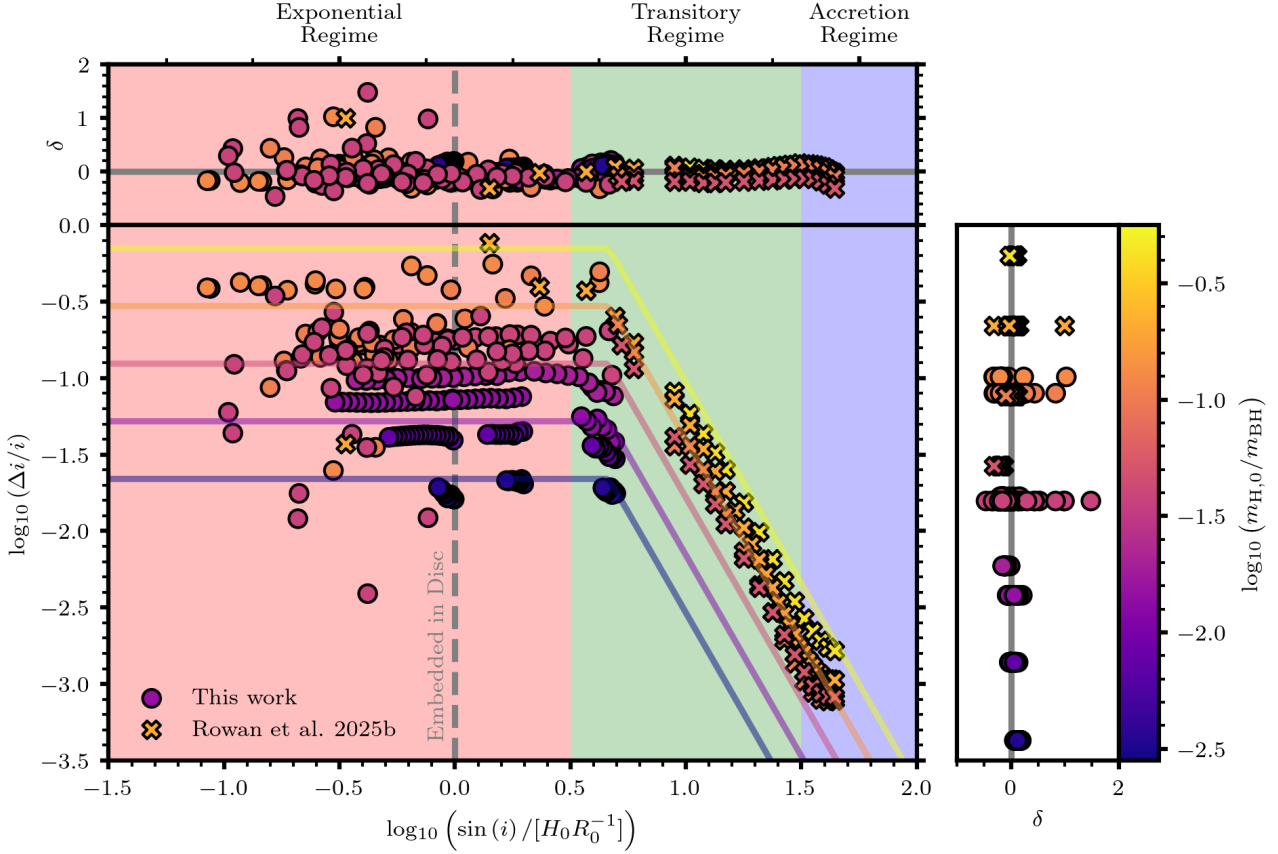 Exponential
Regime
Transitory
Regime
Accretion
Regime
2
1
0
δ
0.0
−0.5
−1.0
−1.5
−2.0
−2.5
−3.0
−3.5
log10 (Δi/i)
Embedded in Disc
This work
Rowan et al. 2025b
−1.5 −1.0 −0.5 0.0 0.5 1.0 1.5 2.0
log10 (sin (i) /[H0R0^−1])
0 2
δ
−0.5
−1.0
−1.5
−2.0
−2.5
log10 (mH,0/mBH)